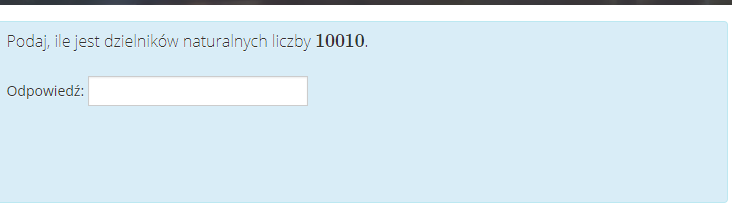 Podaj, ile jest dzielników naturalnych liczby 10010.
Odpowiedź: